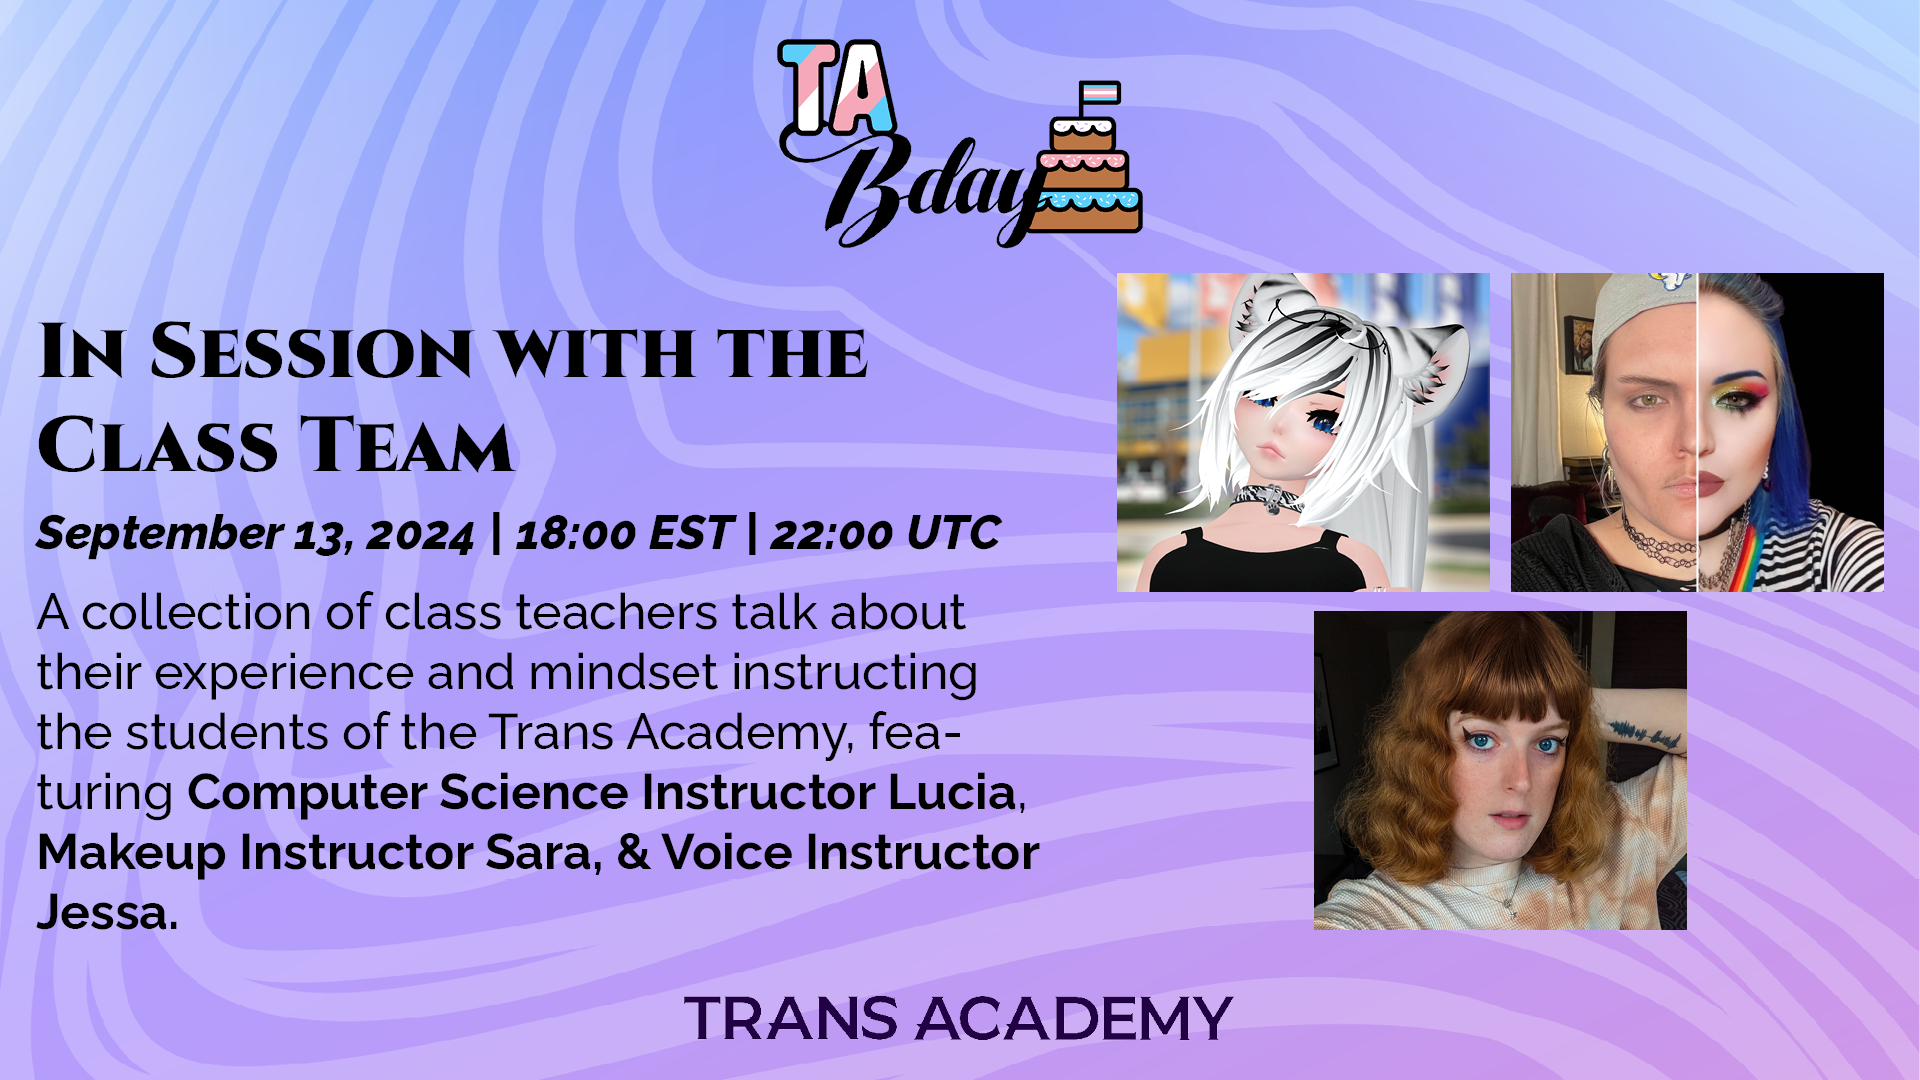 TA
Bday
IN SESSION WITH THE
CLASS TEAM
September 13, 2024 | 18:00 EST | 22:00 UTC
A collection of class teachers talk about
their experience and mindset instructing
the students of the Trans Academy, fea-
turing Computer Science Instructor Lucia,
Makeup Instructor Sara, & Voice Instructor
Jessa.
TRANS ACADEMY